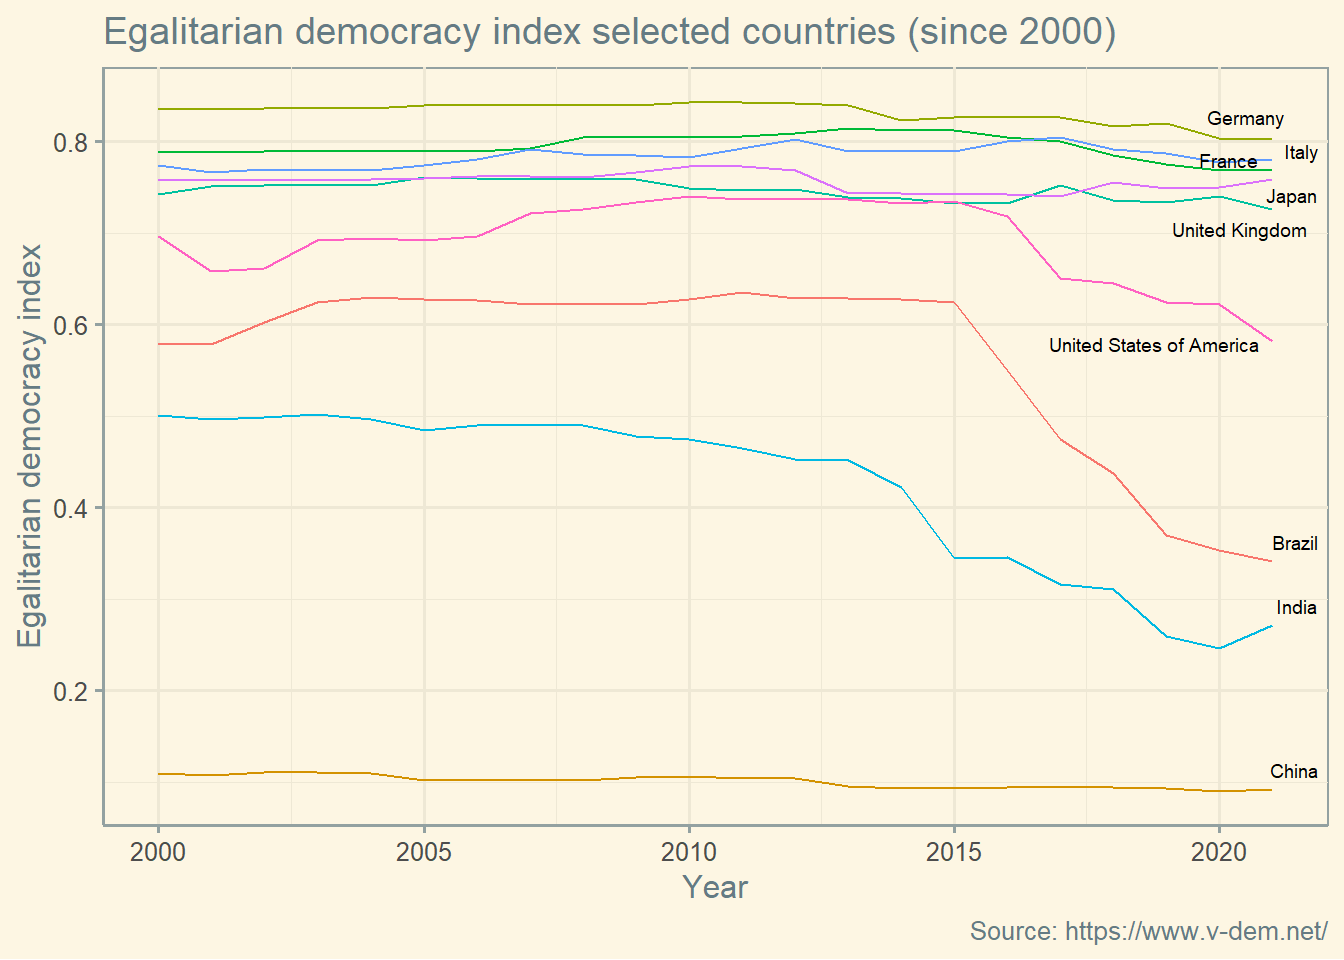 Egalitarian democracy index selected countries (since 2000)
Egalitarian democracy index
0.8
0.6
0.4
0.2
Germany
Italy
France
Japan
United Kingdom
United States of America
Brazil
India
China
2000
2005
2010
2015
2020
Year
Source: https://www.v-dem.net/